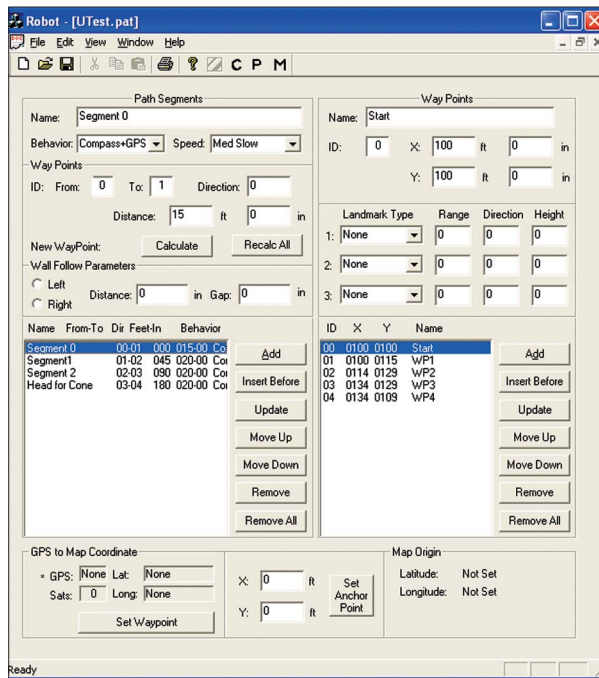 Robot - [UTest.pat]
File Edit View Window Help
C P M
Path Segments
Name: Segment 0
Behavior: Compass+GPS Speed: Med Slow
Way Points
ID: From: 0 To: 1 Direction: 0
Distance: 15 ft 0 in
New WayPoint: Calculate Recalc All
Wall Follow Parameters
Left
Right
Distance: 0 in Gap: 0 in
Name From-To Dir Feet-In Behavior
Segment 0 00-01 000 015-00 Co
Segment1 01-02 045 020-00 Co
Segment 2 02-03 090 020-00 Co
Head for Cone 03-04 180 020-00 Co
Add
Insert Before
Update
Move Up
Move Down
Remove
Remove All
Way Points
Name: Start
ID: 0 X: 100 ft 0 in
Y: 100 ft 0 in
Landmark Type Range Direction Height
1: None 0 0 0
2: None 0 0 0
3: None 0 0 0
ID X Y Name
00 0100 0100 Start
01 0100 0115 WP1
02 0114 0129 WP2
03 0134 0129 WP3
04 0134 0109 WP4
Add
Insert Before
Update
Move Up
Move Down
Remove
Remove All
GPS to Map Coordinate
× GPS: None Lat: None
Sats: 0 Long: None
Set Waypoint
X: 0 ft
Y: 0 ft
Set Anchor Point
Map Origin
Latitude: Not Set
Longitude: Not Set
Ready